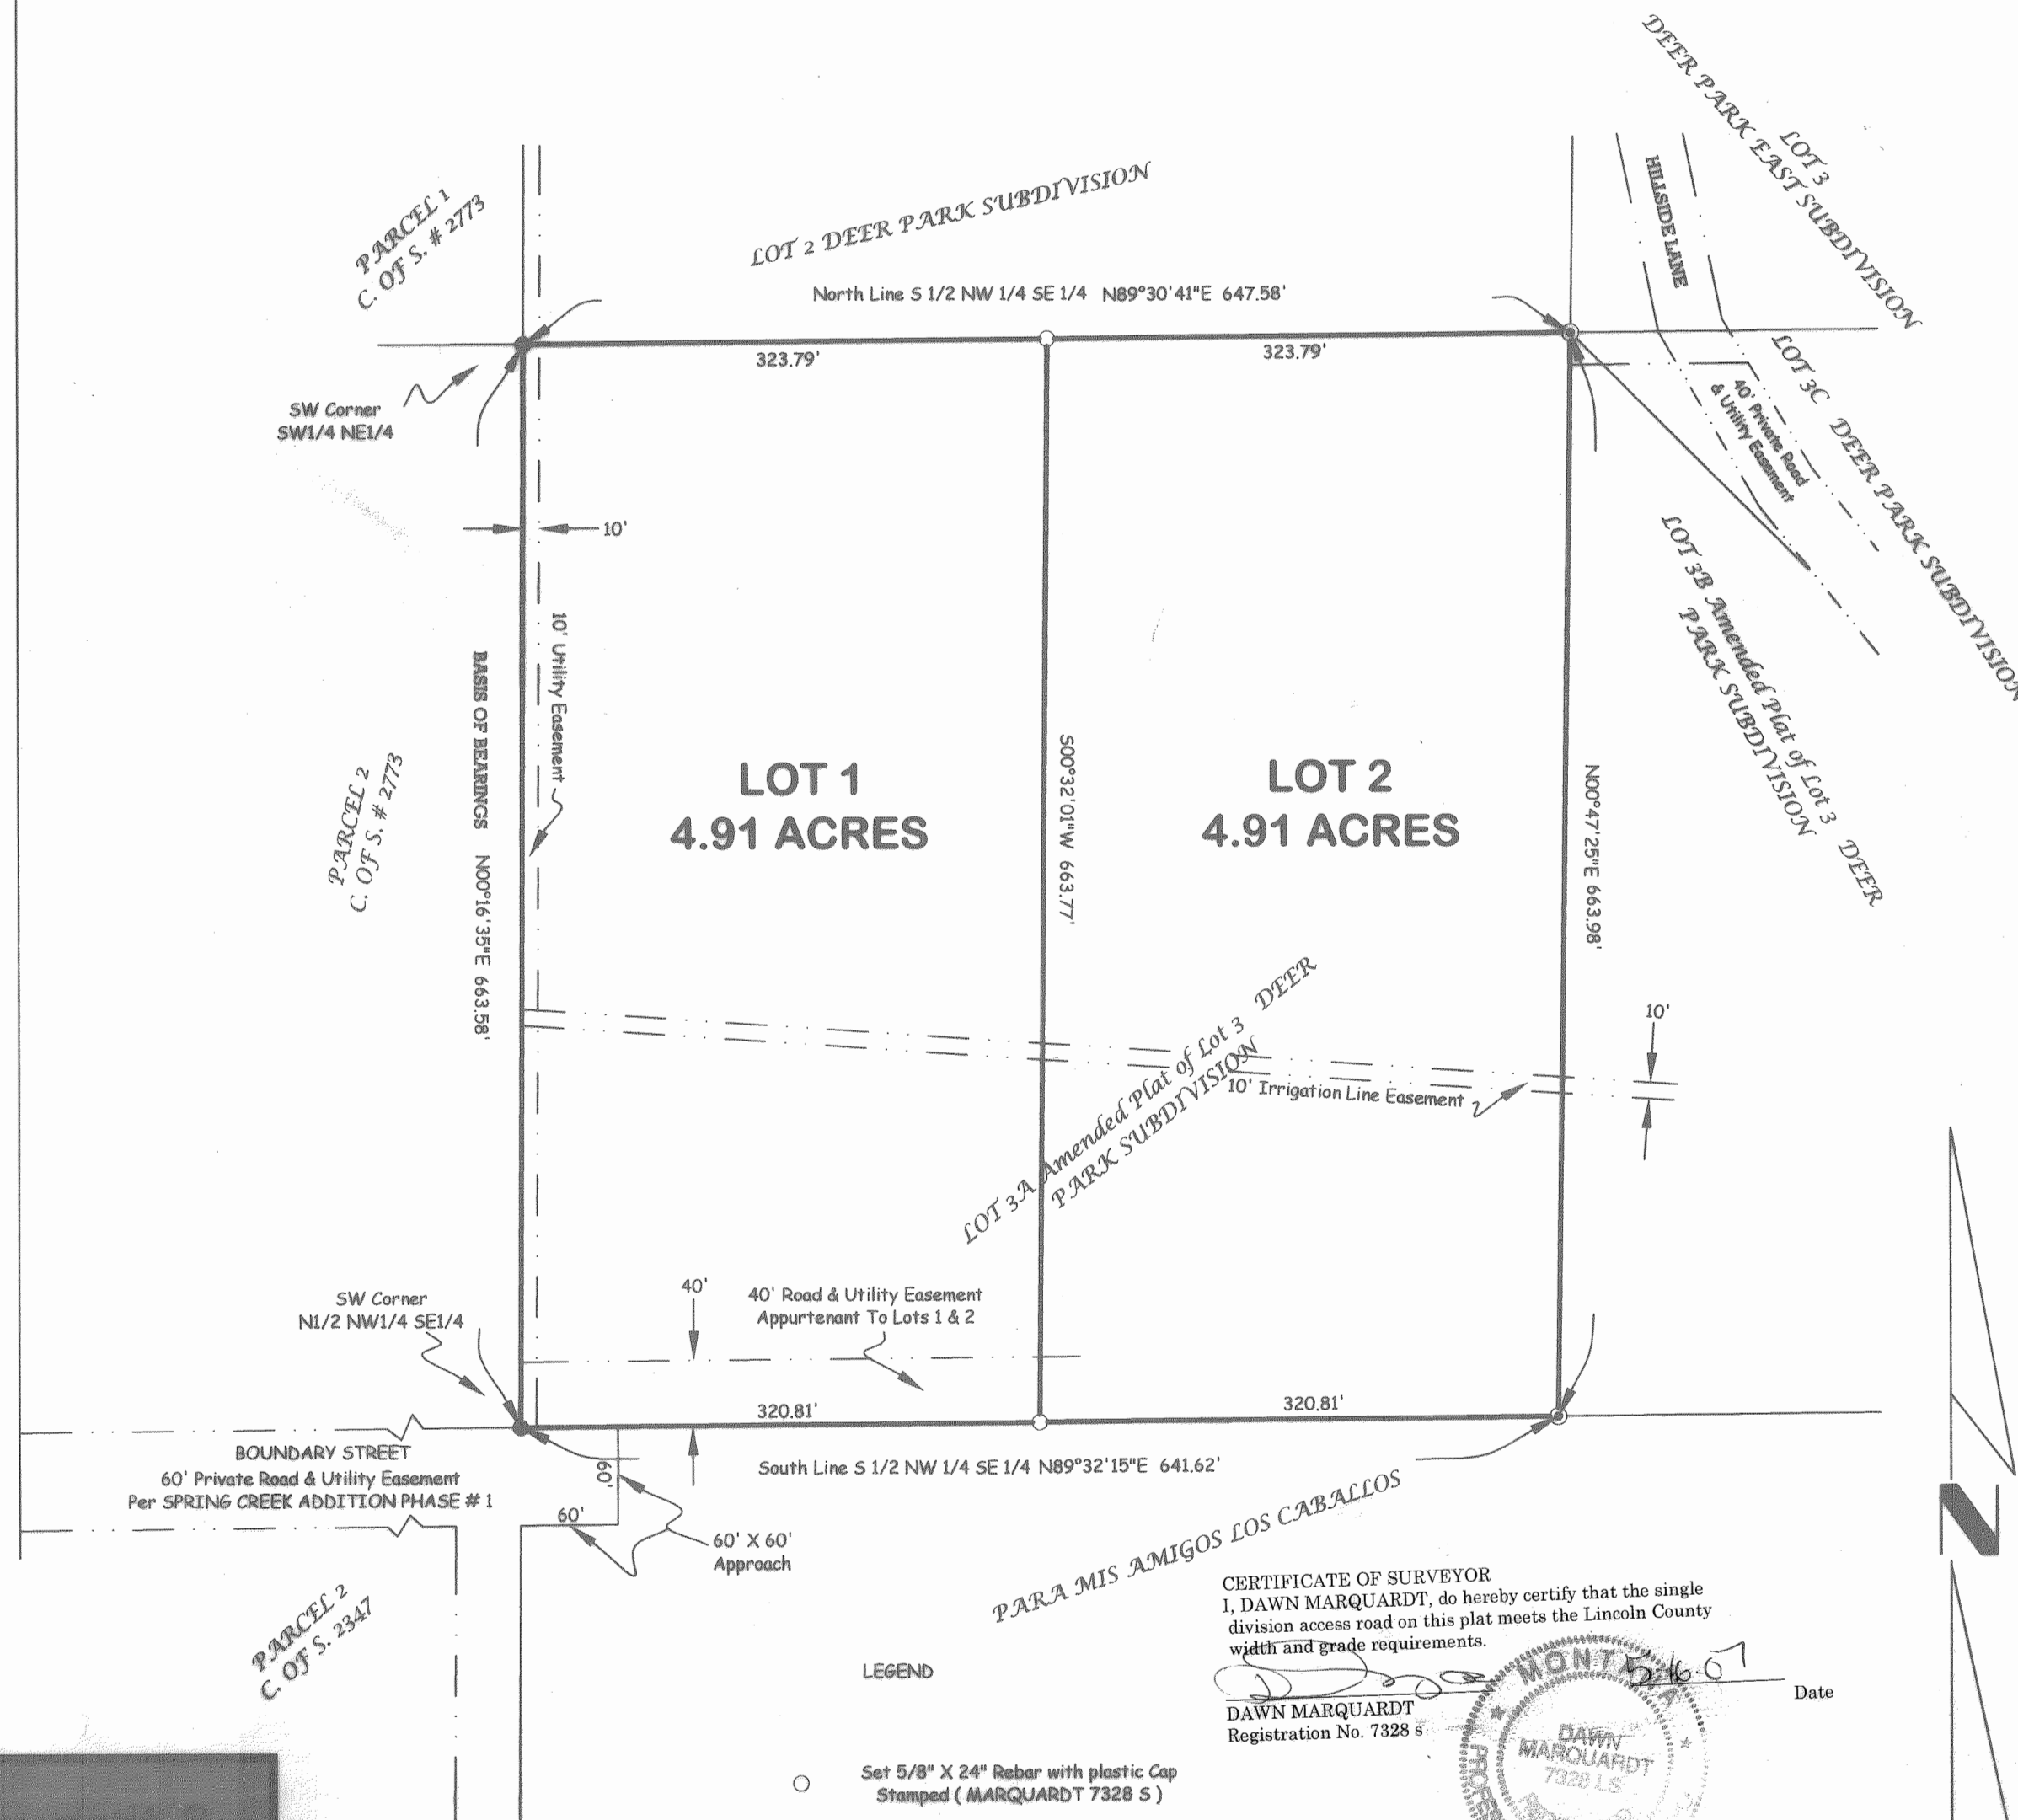 DEER PARK EAST SUBDIVISION
LOT 3
HILLSIDE LANE
PARCEL 1
C. OF S. # 2773
LOT 2 DEER PARK SUBDIVISION
North Line S 1/2 NW 1/4 SE 1/4 N89°30'41"E 647.58'
323.79'
323.79'
SW Corner
SW1/4 NE1/4
40' Private Road
& Utility Easement
LOT 3C DEER PARK SUBDIVISION
10'
10' Utility Easement
BASIS OF BEARINGS N00°16'35"E 663.58'
LOT 3B Amended Plat of Lot 3 DEER
PARK SUBDIVISION
PARCEL 2
C. OF S. # 2773
LOT 1
4.91 ACRES
S00°32'01"W 663.77'
LOT 2
4.91 ACRES
N00°47'25"E 663.98'
LOT 3A Amended Plat of Lot 3 DEER
PARK SUBDIVISION
10'
10' Irrigation Line Easement
SW Corner
N1/2 NW1/4 SE1/4
40'
40' Road & Utility Easement
Appurtenant To Lots 1 & 2
320.81'
320.81'
BOUNDARY STREET
60' Private Road & Utility Easement
Per SPRING CREEK ADDITION PHASE # 1
60'
60'
60' X 60'
Approach
South Line S 1/2 NW 1/4 SE 1/4 N89°32'15"E 641.62'
PARA MIS AMIGOS LOS CABALLOS
N
PARCEL 2
C. OF S. 2347
CERTIFICATE OF SURVEYOR
I, DAWN MARQUARDT, do hereby certify that the single
division access road on this plat meets the Lincoln County
width and grade requirements.
5-16-07
Date
DAWN MARQUARDT
Registration No. 7328 s
MONTANA
DAWN
MARQUARDT
7328 LS
LEGEND
Set 5/8" X 24" Rebar with plastic Cap
Stamped ( MARQUARDT 7328 S )